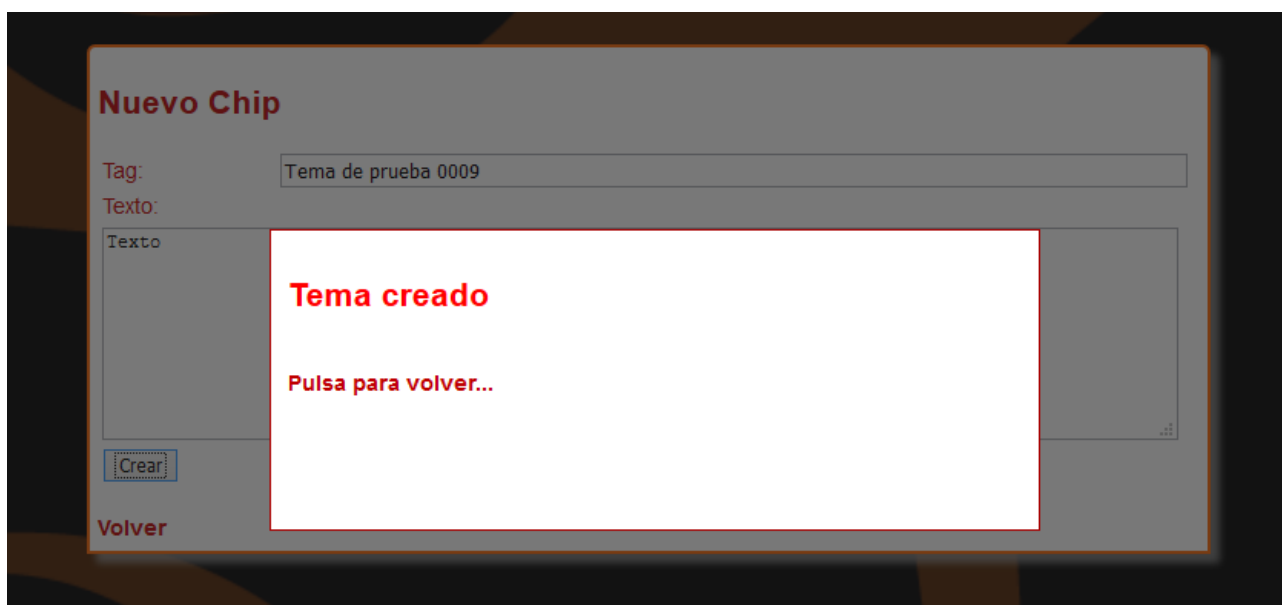 Nuevo Chip
Tag: Tema de prueba 0009
Texto:
Texto
Tema creado
Pulsa para volver...
Crear
Volver